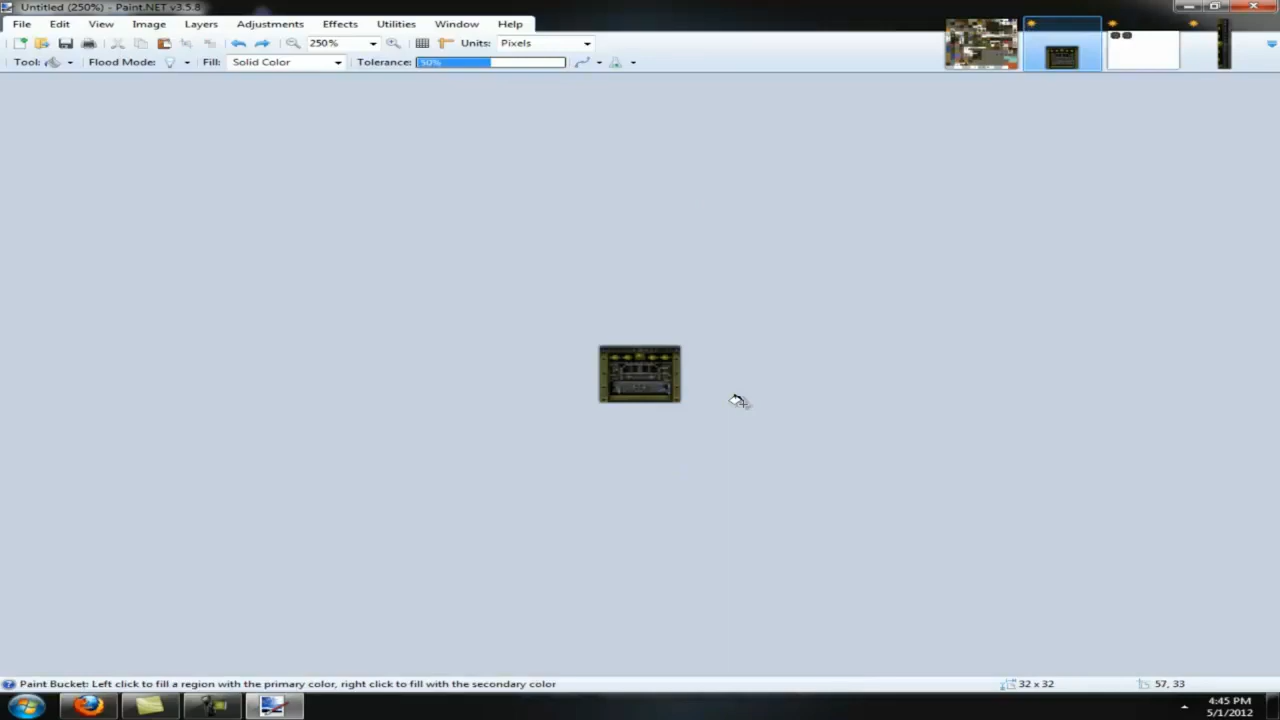 Untitled (250%) - Paint.NET v3.5.8
File Edit View Image Layers Adjustments Effects Utilities Window Help
250% Units: Pixels
Tool: Flood Mode: Fill: Solid Color Tolerance: 50%
Paint Bucket: Left click to fill a region with the primary color, right click to fill with the secondary color
32 x 32
57, 33
4:45 PM
5/1/2012